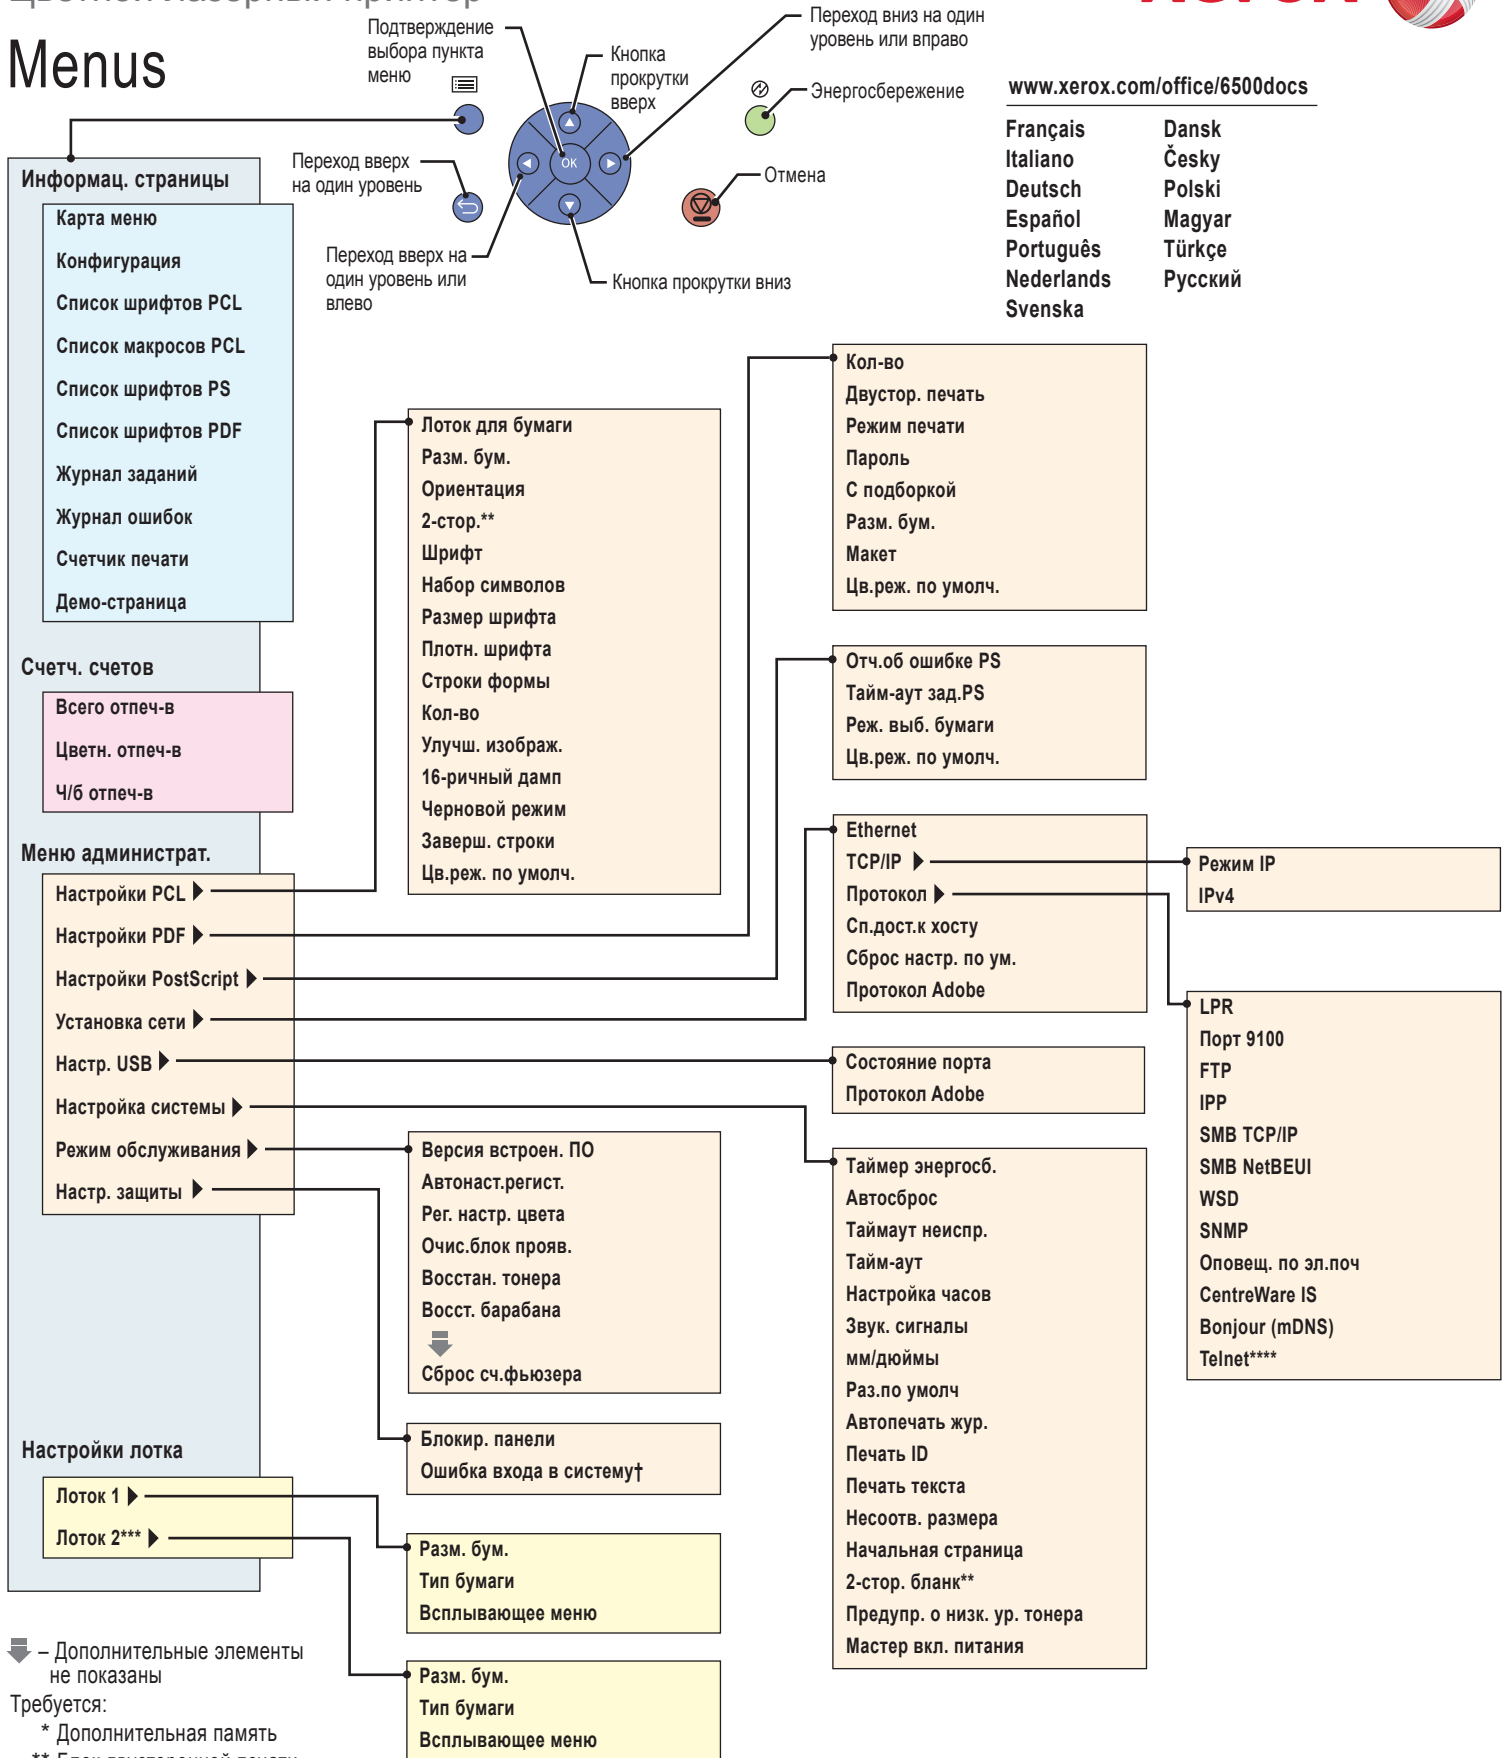 Menus
Подтверждение
выбора пункта
меню
Кнопка
прокрутки
вверх
Переход вниз на один
уровень или вправо
Энергосбережение
Переход вверх
на один уровень
OK
Отмена
Переход вверх на
один уровень или
влево
Кнопка прокрутки вниз
www.xerox.com/office/6500docs
Français
Italiano
Deutsch
Español
Português
Nederlands
Svenska
Dansk
Česky
Polski
Magyar
Türkçe
Русский
Информац. страницы
Карта меню
Конфигурация
Список шрифтов PCL
Список макросов PCL
Список шрифтов PS
Список шрифтов PDF
Журнал заданий
Журнал ошибок
Счетчик печати
Демо-страница
Счетч. счетов
Всего отпеч-в
Цветн. отпеч-в
Ч/б отпеч-в
Меню администрат.
Настройки PCL
Настройки PDF
Настройки PostScript
Установка сети
Настр. USB
Настройка системы
Режим обслуживания
Настр. защиты
Настройки лотка
Лоток 1
Лоток 2***
Лоток для бумаги
Разм. бум.
Ориентация
2-стор.**
Шрифт
Набор символов
Размер шрифта
Плотн. шрифта
Строки формы
Кол-во
Улучш. изображ.
16-ричный дамп
Черновой режим
Заверш. строки
Цв.реж. по умолч.
Версия встроен. ПО
Автонаст.регист.
Рег. настр. цвета
Очис.блок прояв.
Восстан. тонера
Восст. барабана
Сброс сч.фьюзера
Блокир. панели
Ошибка входа в систему†
Разм. бум.
Тип бумаги
Всплывающее меню
Разм. бум.
Тип бумаги
Всплывающее меню
Кол-во
Двустор. печать
Режим печати
Пароль
С подборкой
Разм. бум.
Макет
Цв.реж. по умолч.
Отч.об ошибке PS
Тайм-аут зад.PS
Реж. выб. бумаги
Цв.реж. по умолч.
Ethernet
TCP/IP
Протокол
Сп.дост.к хосту
Сброс настр. по ум.
Протокол Adobe
Состояние порта
Протокол Adobe
Таймер энергосб.
Автосброс
Таймаут неиспр.
Тайм-аут
Настройка часов
Звук. сигналы
мм/дюймы
Раз.по умолч
Автопечать жур.
Печать ID
Печать текста
Несоотв. размера
Начальная страница
2-стор. бланк**
Предупр. о низк. ур. тонера
Мастер вкл. питания
Режим IP
IPv4
LPR
Порт 9100
FTP
IPP
SMB TCP/IP
SMB NetBEUI
WSD
SNMP
Оповещ. по эл.поч
CentreWare IS
Bonjour (mDNS)
Telnet****
– Дополнительные элементы
не показаны
Требуется:
* Дополнительная память